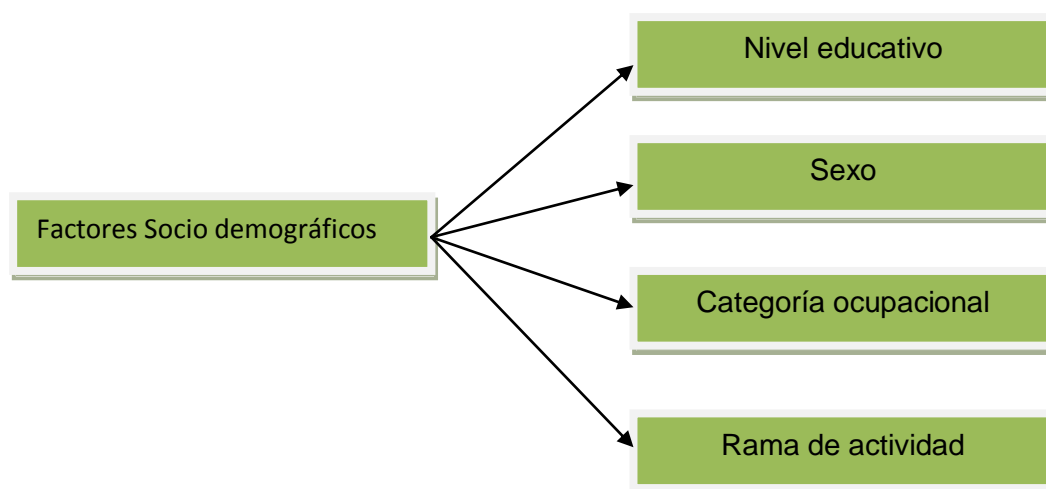 Nivel educativo
Sexo
Factores Socio demográficos
Categoría ocupacional
Rama de actividad